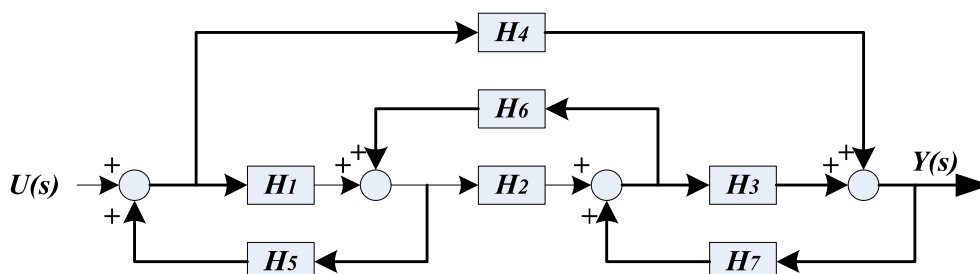 H4
+ H6
+ + + + + +
U(s) H1 H2 H3 Y(s)
+ +
H5 H7